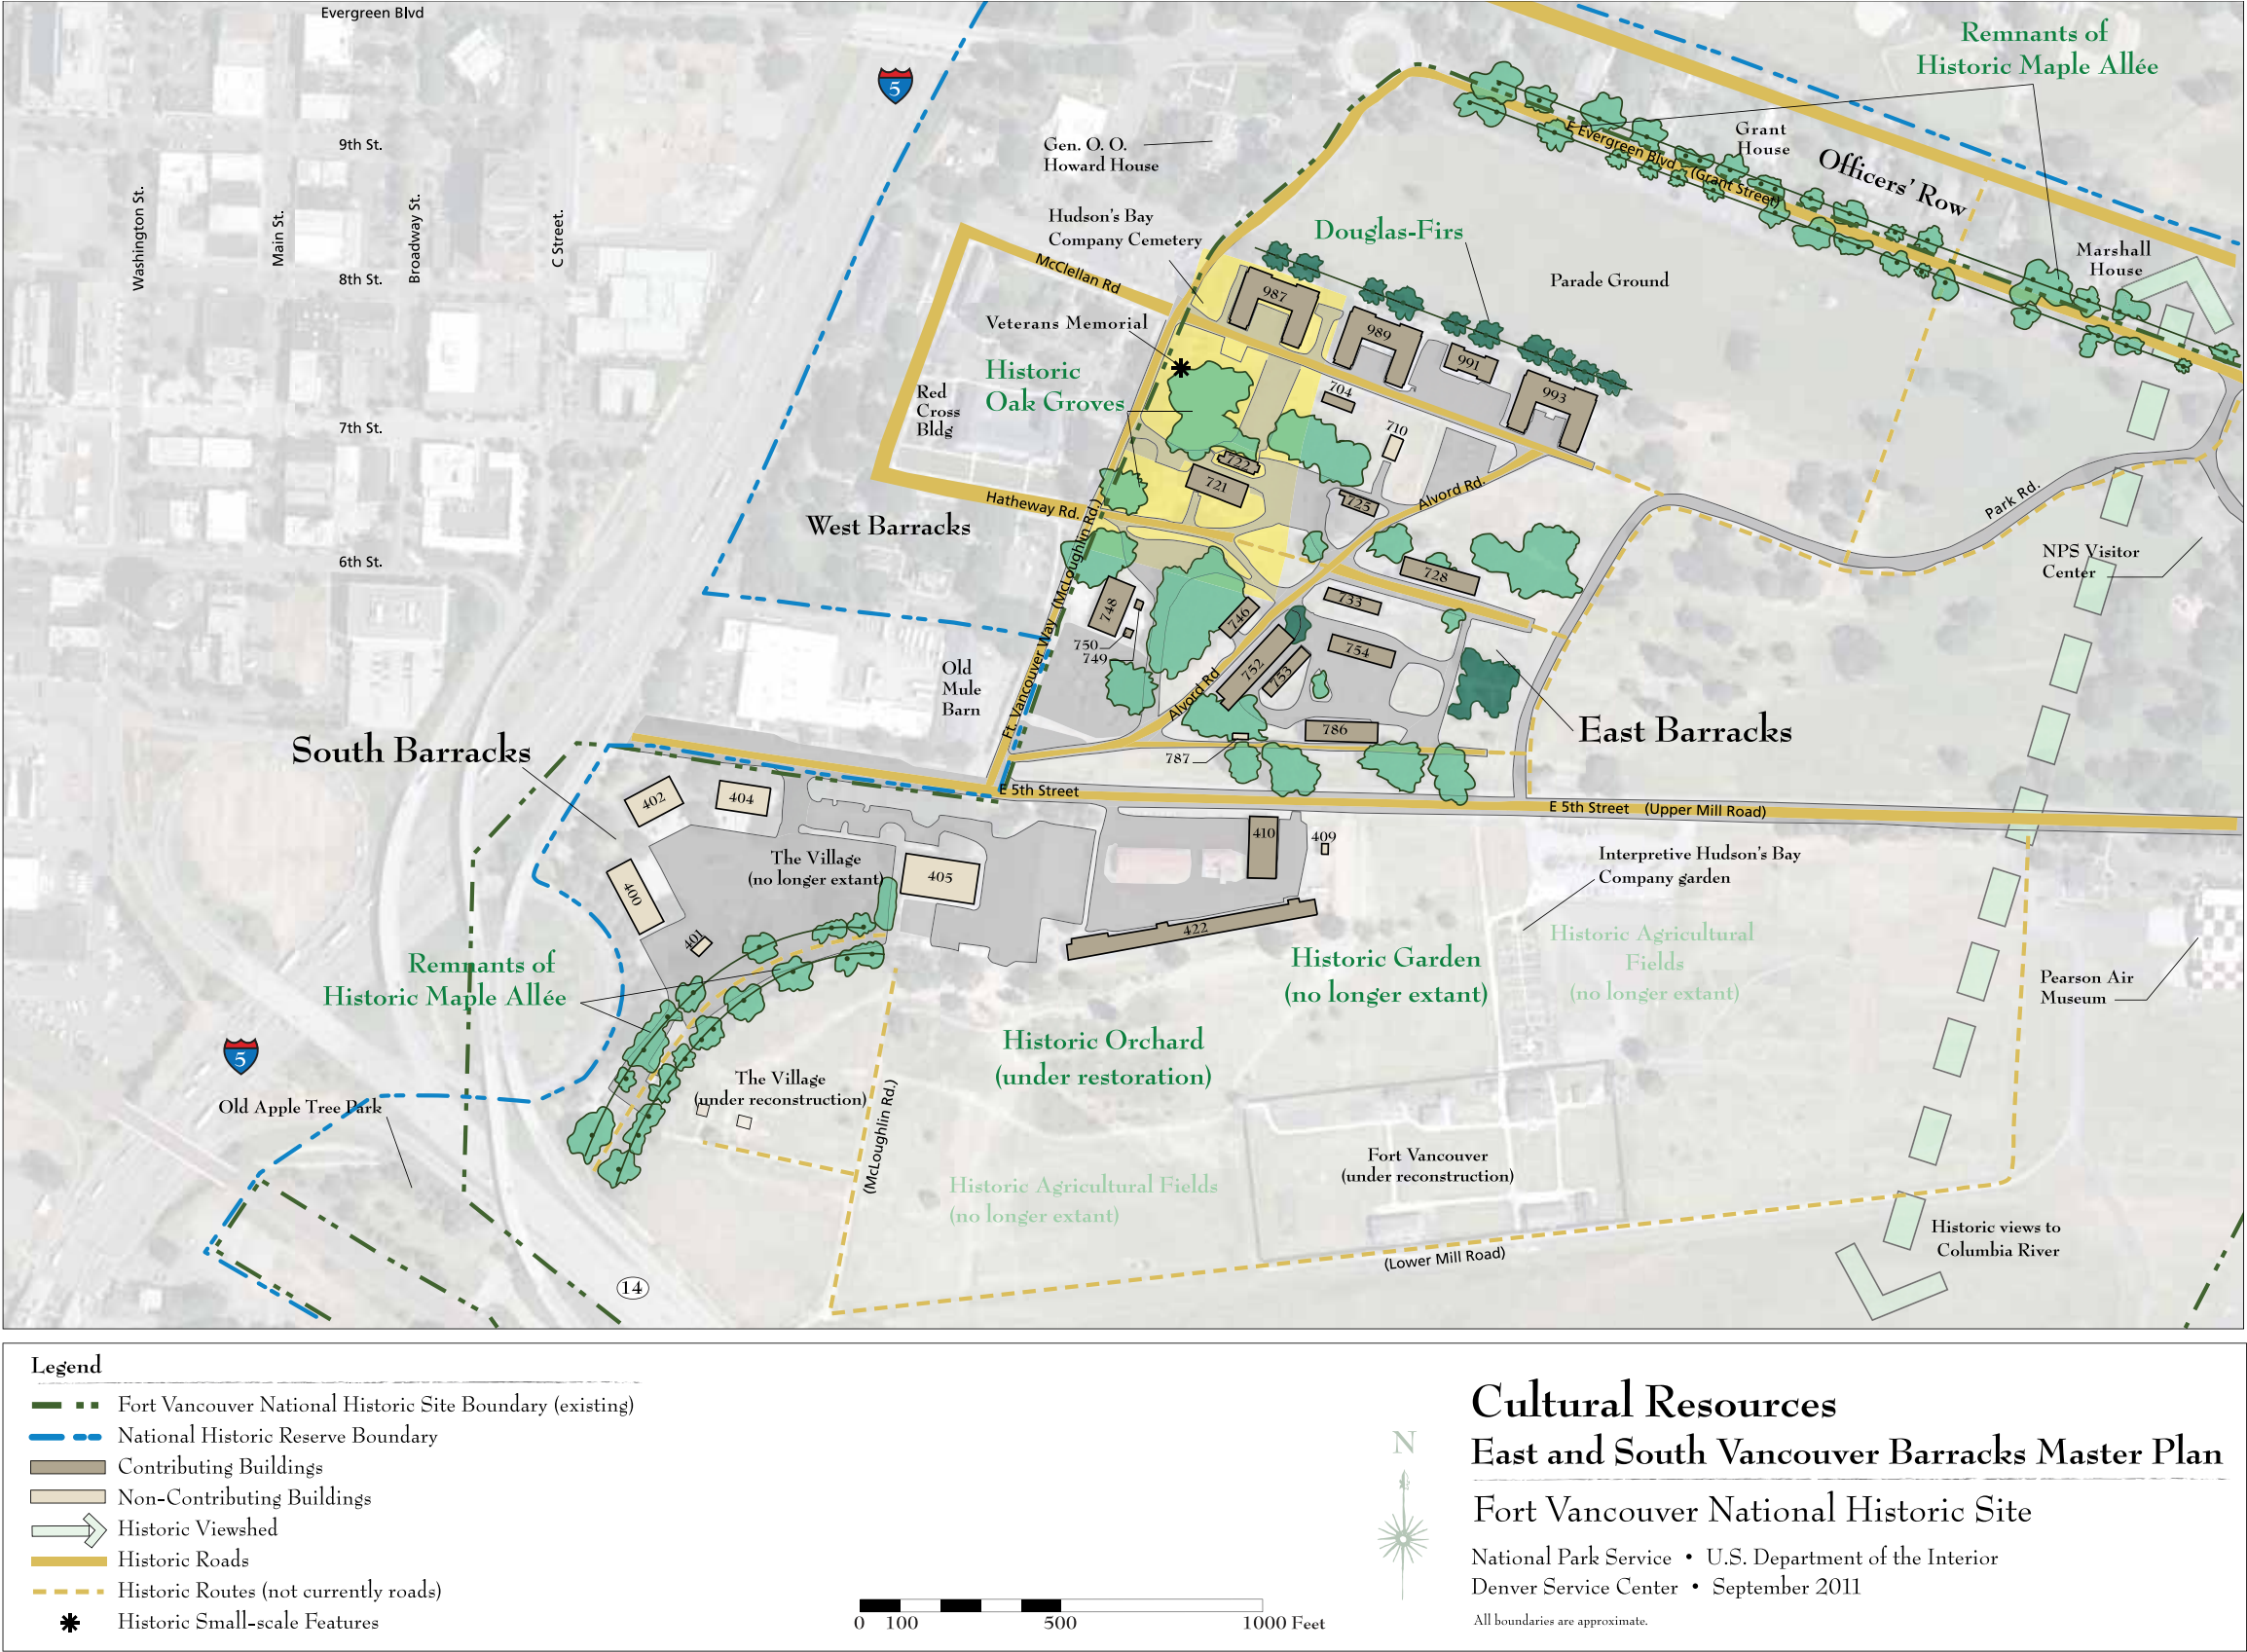 Evergreen Blvd
5
9th St.
Washington St.
Main St.
Broadway St.
C Street.
8th St.
7th St.
6th St.
Remnants of
Historic Maple Allée
Gen. O. O.
Howard House
Grant
House
E Evergreen Blvd
(Grant Street)
Officers' Row
Hudson's Bay
Company Cemetery
Douglas-Firs
Marshall
House
McClellan Rd
Parade Ground
987
Veterans Memorial
989
991
Historic
Oak Groves
Red
Cross
Bldg
704
993
710
722
721
725
Alvord Rd.
Hatheway Rd.
Park Rd.
West Barracks
NPS Visitor
Center
728
733
748
746
750
749
754
752
753
Ft. Vancouver Way (McLoughlin Rd.)
Old
Mule
Barn
Alvord Rd
786
787
East Barracks
South Barracks
E 5th Street
E 5th Street (Upper Mill Road)
402
404
410
409
The Village
(no longer extant)
405
Interpretive Hudson's Bay
Company garden
400
401
422
Historic Agricultural
Fields
(no longer extant)
Historic Garden
(no longer extant)
Remnants of
Historic Maple Allée
Pearson Air
Museum
Historic Orchard
(under restoration)
5
The Village
(under reconstruction)
Old Apple Tree Park
(McLoughlin Rd.)
Fort Vancouver
(under reconstruction)
Historic Agricultural Fields
(no longer extant)
Historic views to
Columbia River
(Lower Mill Road)
14
Legend
Fort Vancouver National Historic Site Boundary (existing)
National Historic Reserve Boundary
Contributing Buildings
Non-Contributing Buildings
Historic Viewshed
Historic Roads
Historic Routes (not currently roads)
Historic Small-scale Features
0 100 500 1000 Feet
N
Cultural Resources
East and South Vancouver Barracks Master Plan
Fort Vancouver National Historic Site
National Park Service • U.S. Department of the Interior
Denver Service Center • September 2011
All boundaries are approximate.